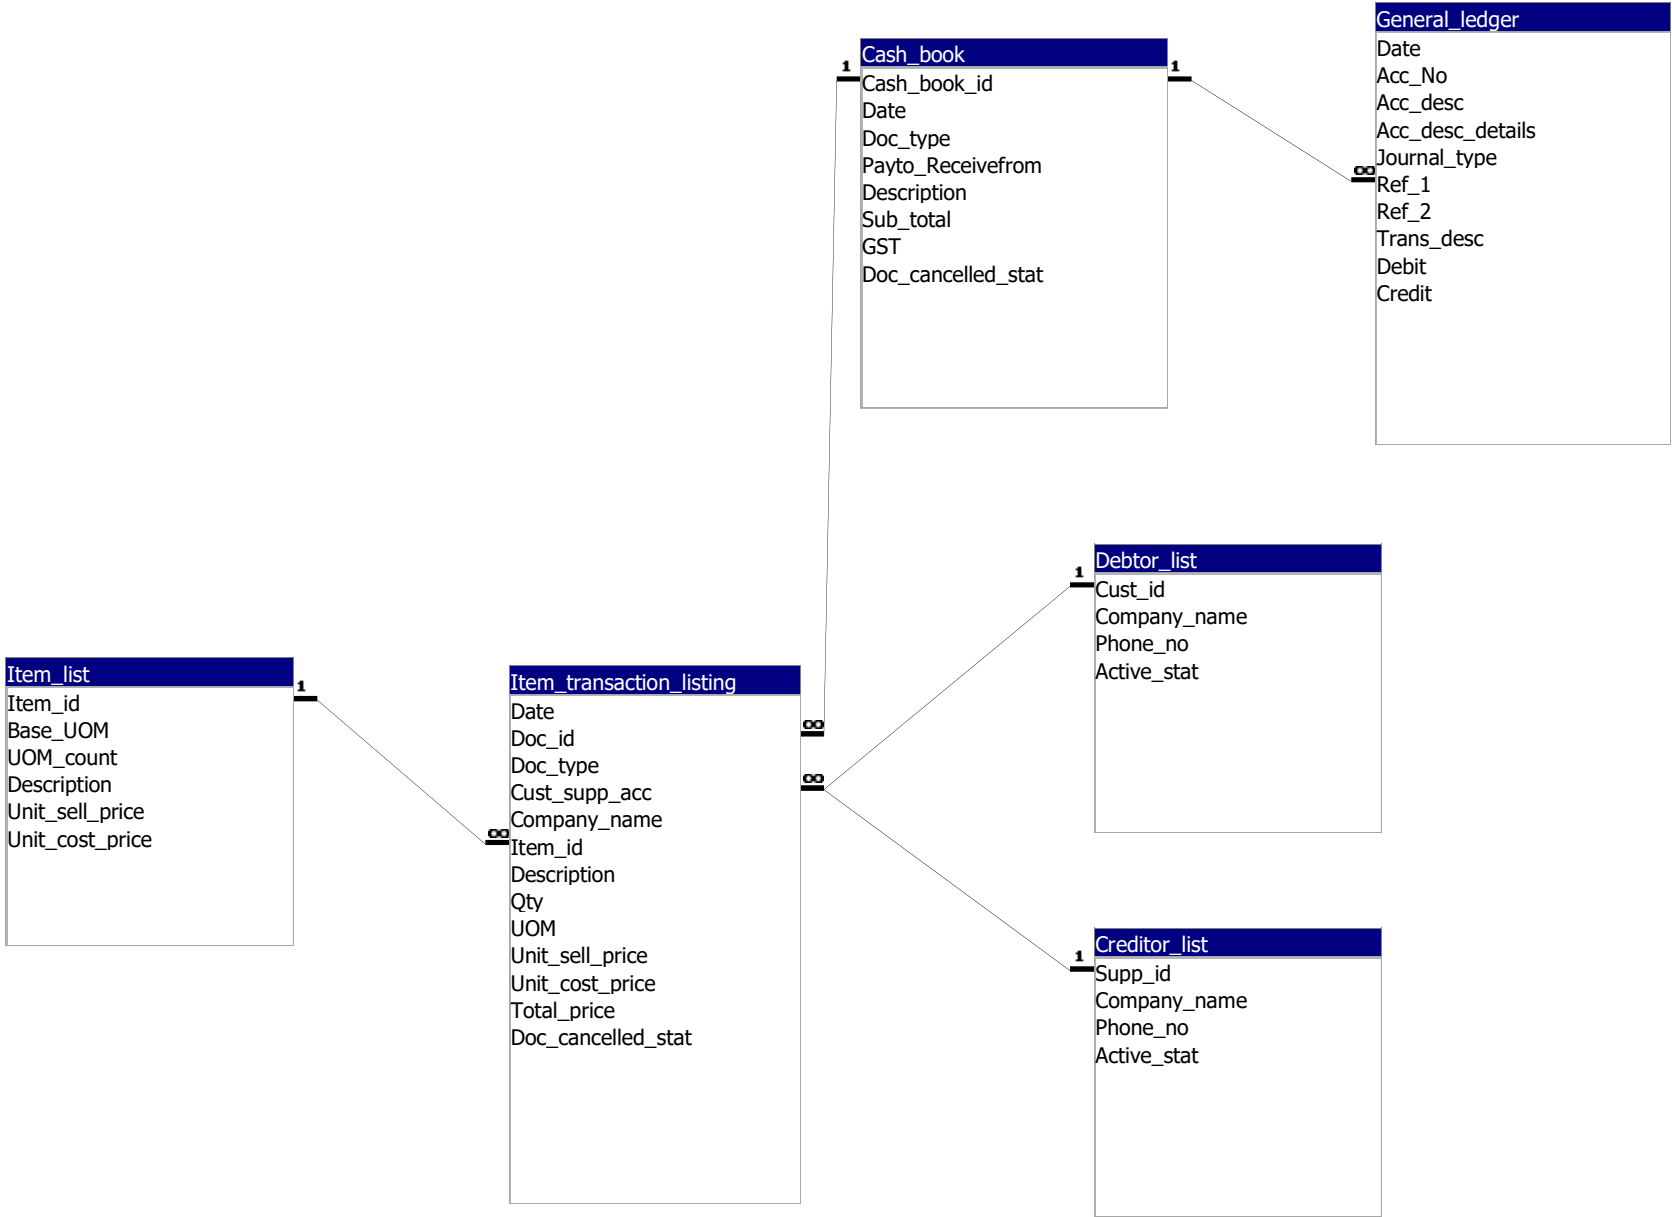 General_ledger
Date
Acc_No
Acc_desc
Acc_desc_details
Journal_type
Ref_1
Ref_2
Trans_desc
Debit
Credit
1
Cash_book
1
Cash_book_id
Date
Doc_type
Payto_Receivefrom
Description
Sub_total
GST
Doc_cancelled_stat
∞
1
Debtor_list
Cust_id
Company_name
Phone_no
Active_stat
Item_list
1
Item_id
Base_UOM
UOM_count
Description
Unit_sell_price
Unit_cost_price
∞
Item_transaction_listing
Date
Doc_id
Doc_type
Cust_supp_acc
Company_name
Item_id
Description
Qty
UOM
Unit_sell_price
Unit_cost_price
Total_price
Doc_cancelled_stat
∞
∞
1
Creditor_list
Supp_id
Company_name
Phone_no
Active_stat